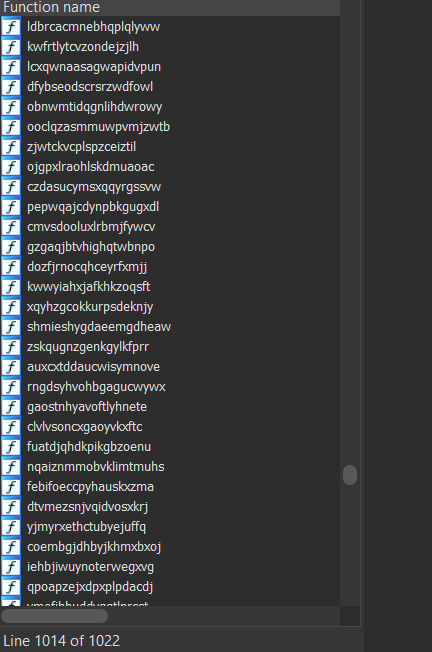 Function name
ldbrcacmnebhqplqlyww
kwfrtlytcvzondejzjlh
lcxqwnaasagwapidvpun
dfybseodscrsrzwdfowl
obnwmtidqgnlihdwrowy
ooclqzasmmuwpvmjzwtb
zjwtckvcplspzceiztil
ojgpxlraohlskdmuaoac
czdasucymsxqqyrgssvw
pepwqajcdynpbkgugxdl
cmvsdooluxlrbmjfywcv
gzgaqjbtvhighqtwbnpo
dozfjrnocqhceyrfxmjj
kwwyiahxjafkhkzoqsft
xqyhzgcokkurpsdeknjy
shmieshygdaeemgdheaw
zskqugnzgenkgylkfprr
auxcxtddaucwisymnove
rngdsyhvohbgagucwywx
gaostnhyavoftlyhnete
clvlvsoncxgaoyvkxftc
fuatdjqhdkpikgbzoenu
nqaiznmmobvklimtmuhs
febifoeccpyhauskxzma
dtvmezsnjvqidvosxkrj
yjmyrxethctubyejuffq
coembgjdhbyjkhmxbxoj
iehbjiwuynoterwegxvg
qpoapzejxdpxplpdacdj
Line 1014 of 1022